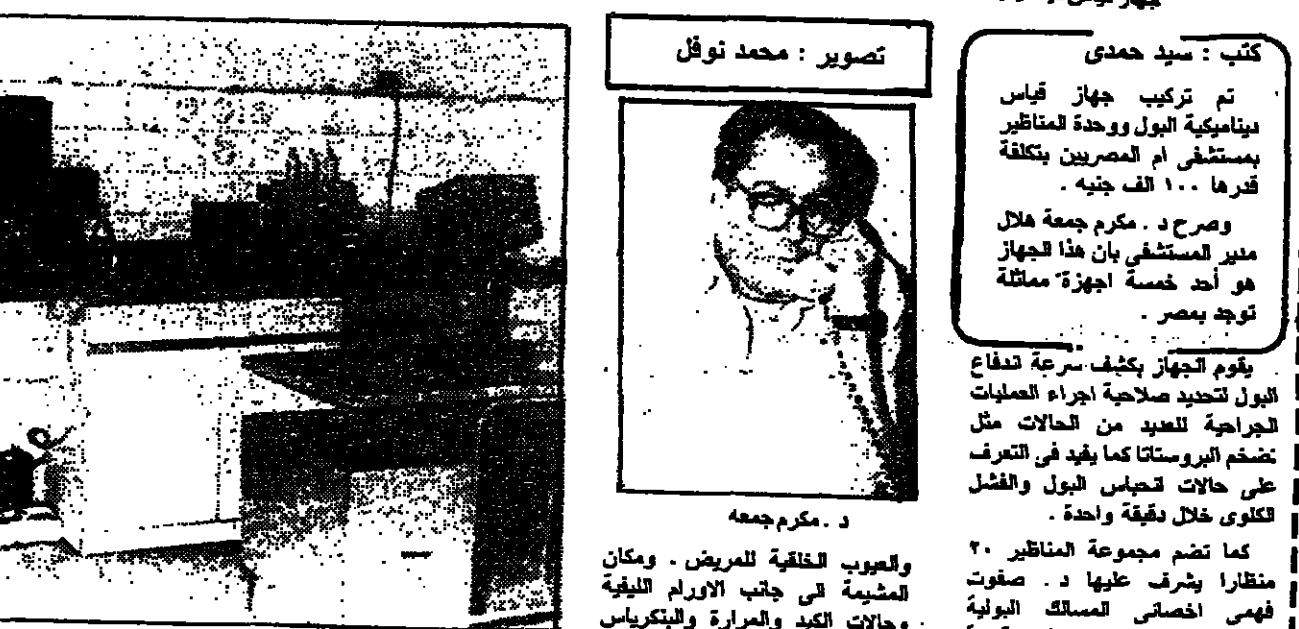 جهاز قياس
كتب : سيد حمدى
تم تركيب جهاز قياس
ديناميكية البول ووحدة المناظير
بمستشفى ام المصريين بتكلفة
قدرها ١٠٠ الف جنيه .
وصرح د . مكرم جمعة هلال
مدير المستشفى بان هذا الجهاز
هو أحد خمسة اجهزة مماثلة
توجد بمصر .
يقوم الجهاز بكشف سرعة اندفاع
البول لتحديد صلاحية اجراء العمليات
الجراحية للعديد من الحالات مثل
تضخم البروستاتا كما يفيد فى التعرف
على حالات انحباس البول والفشل
الكلوى خلال دقيقة واحدة .
كما تضم مجموعة المناظير ٢٠
منظارا يشرف عليها د . صفوت
فهمى اخصائى المسالك البولية
تصوير : محمد نوفل
د . مكرم جمعه
والعيوب الخلقية للمريض . ومكان
المشيمة الى جانب الاورام الليفية
وحالات الكبد والمرارة والبنكرياس